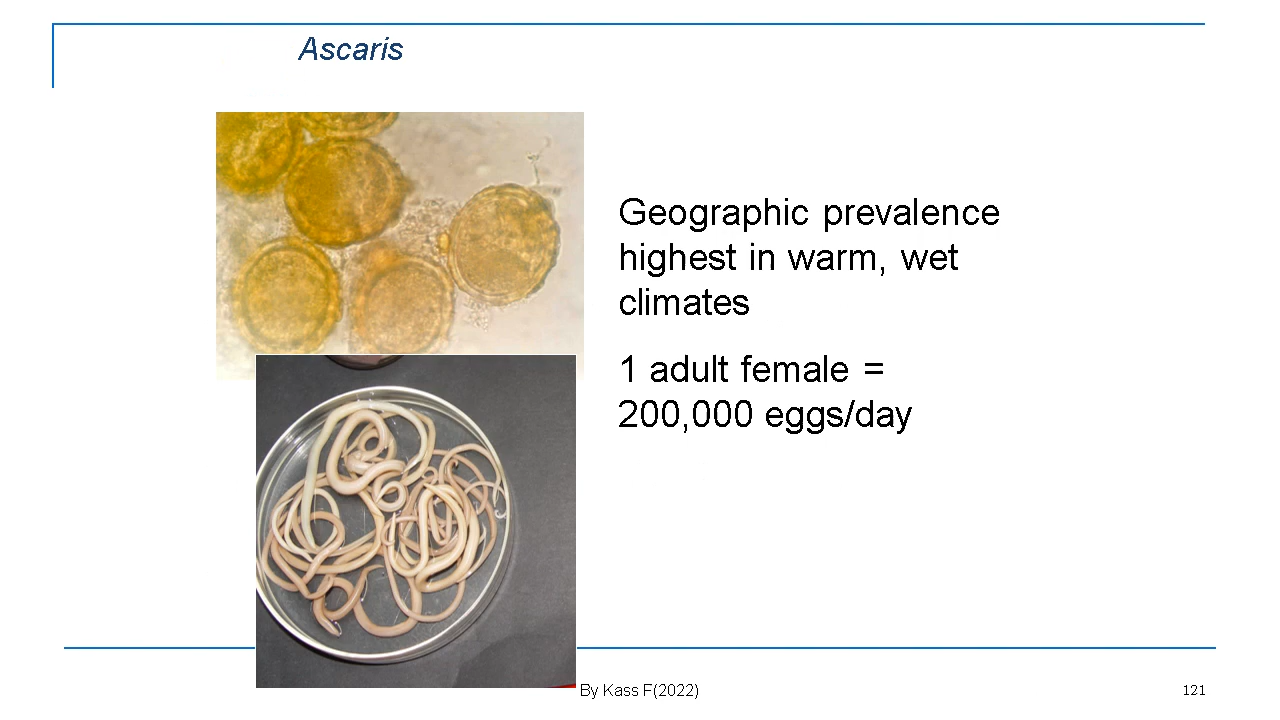 Ascaris
Geographic prevalence
highest in warm, wet
climates
1 adult female =
200,000 eggs/day
By Kass F(2022)
121